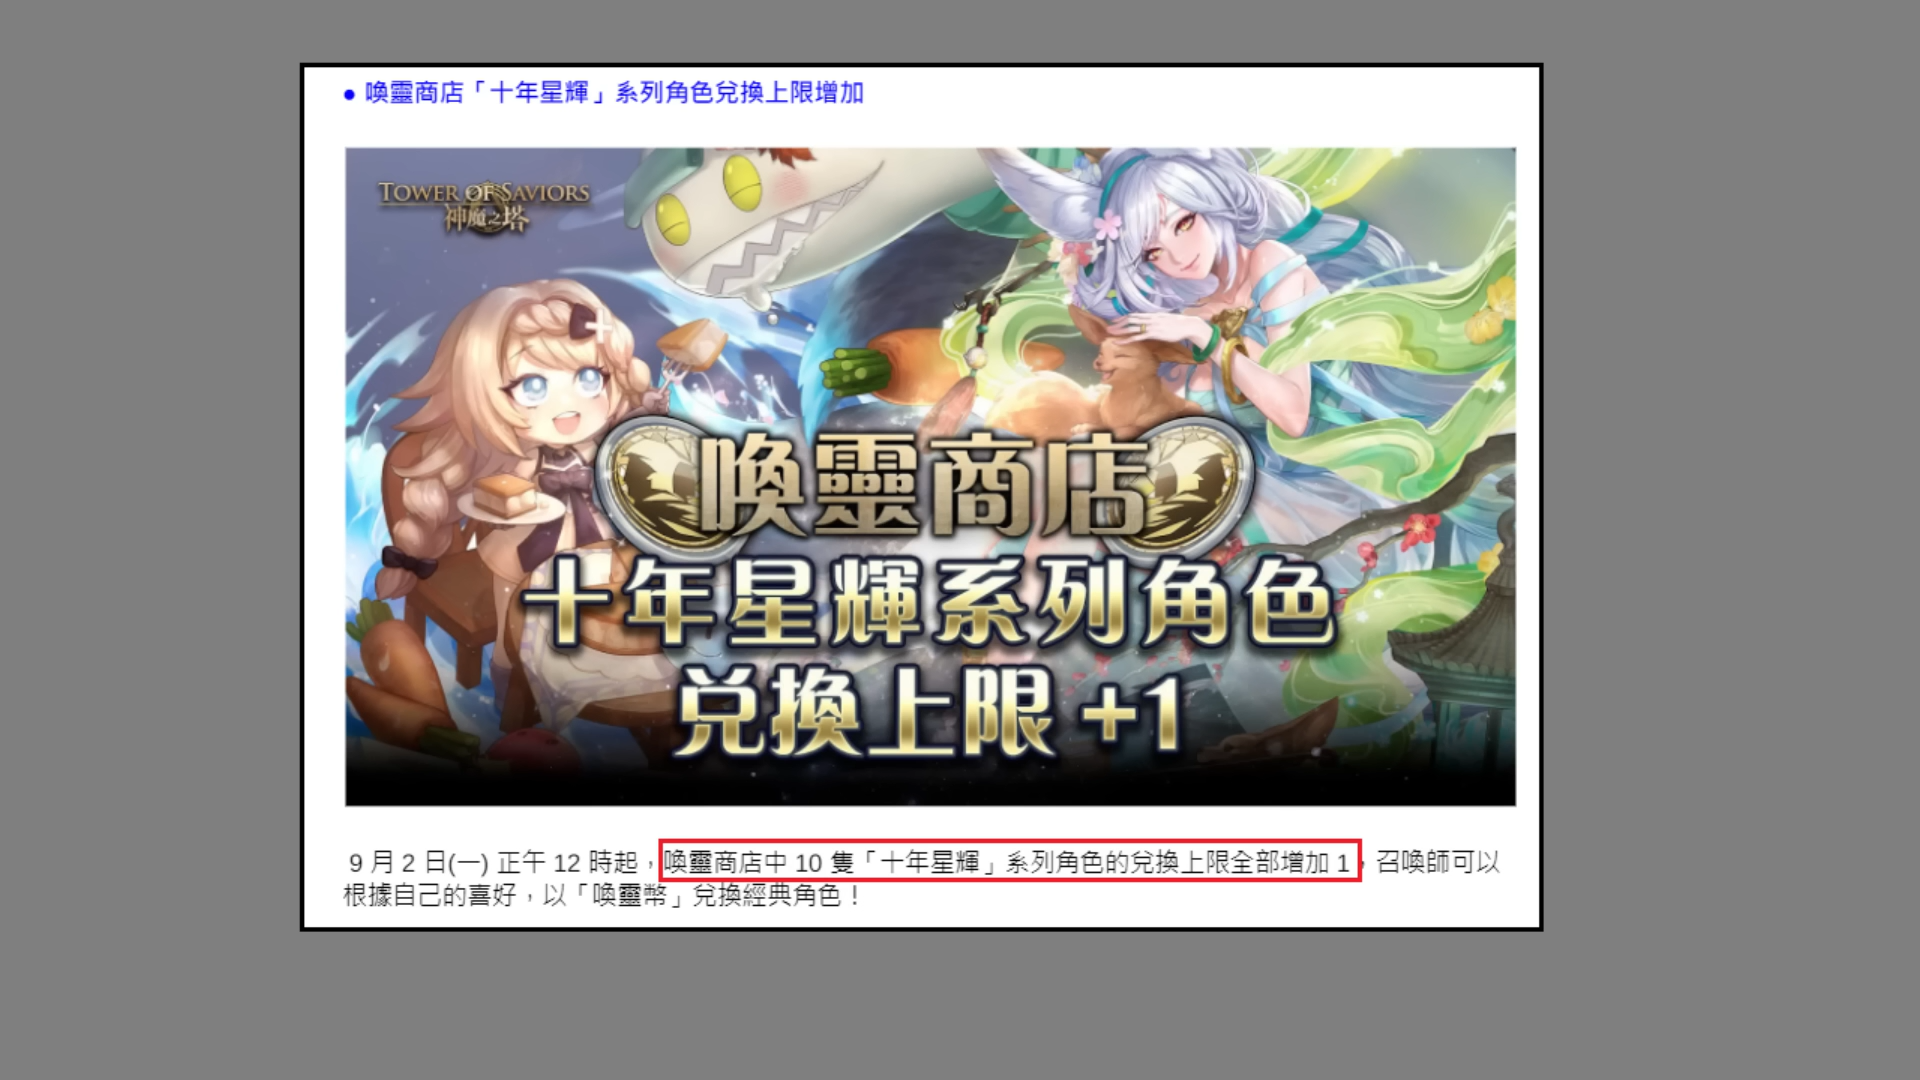 ● 喚靈商店「十年星輝」系列角色兌換上限增加
TOWER OF SAVIORS
神魔之塔
喚靈商店
十年星輝系列角色
兌換上限 +1
9 月 2 日(一) 正午 12 時起，喚靈商店中 10 隻「十年星輝」系列角色的兌換上限全部增加 1，召喚師可以
根據自己的喜好，以「喚靈幣」兌換經典角色！